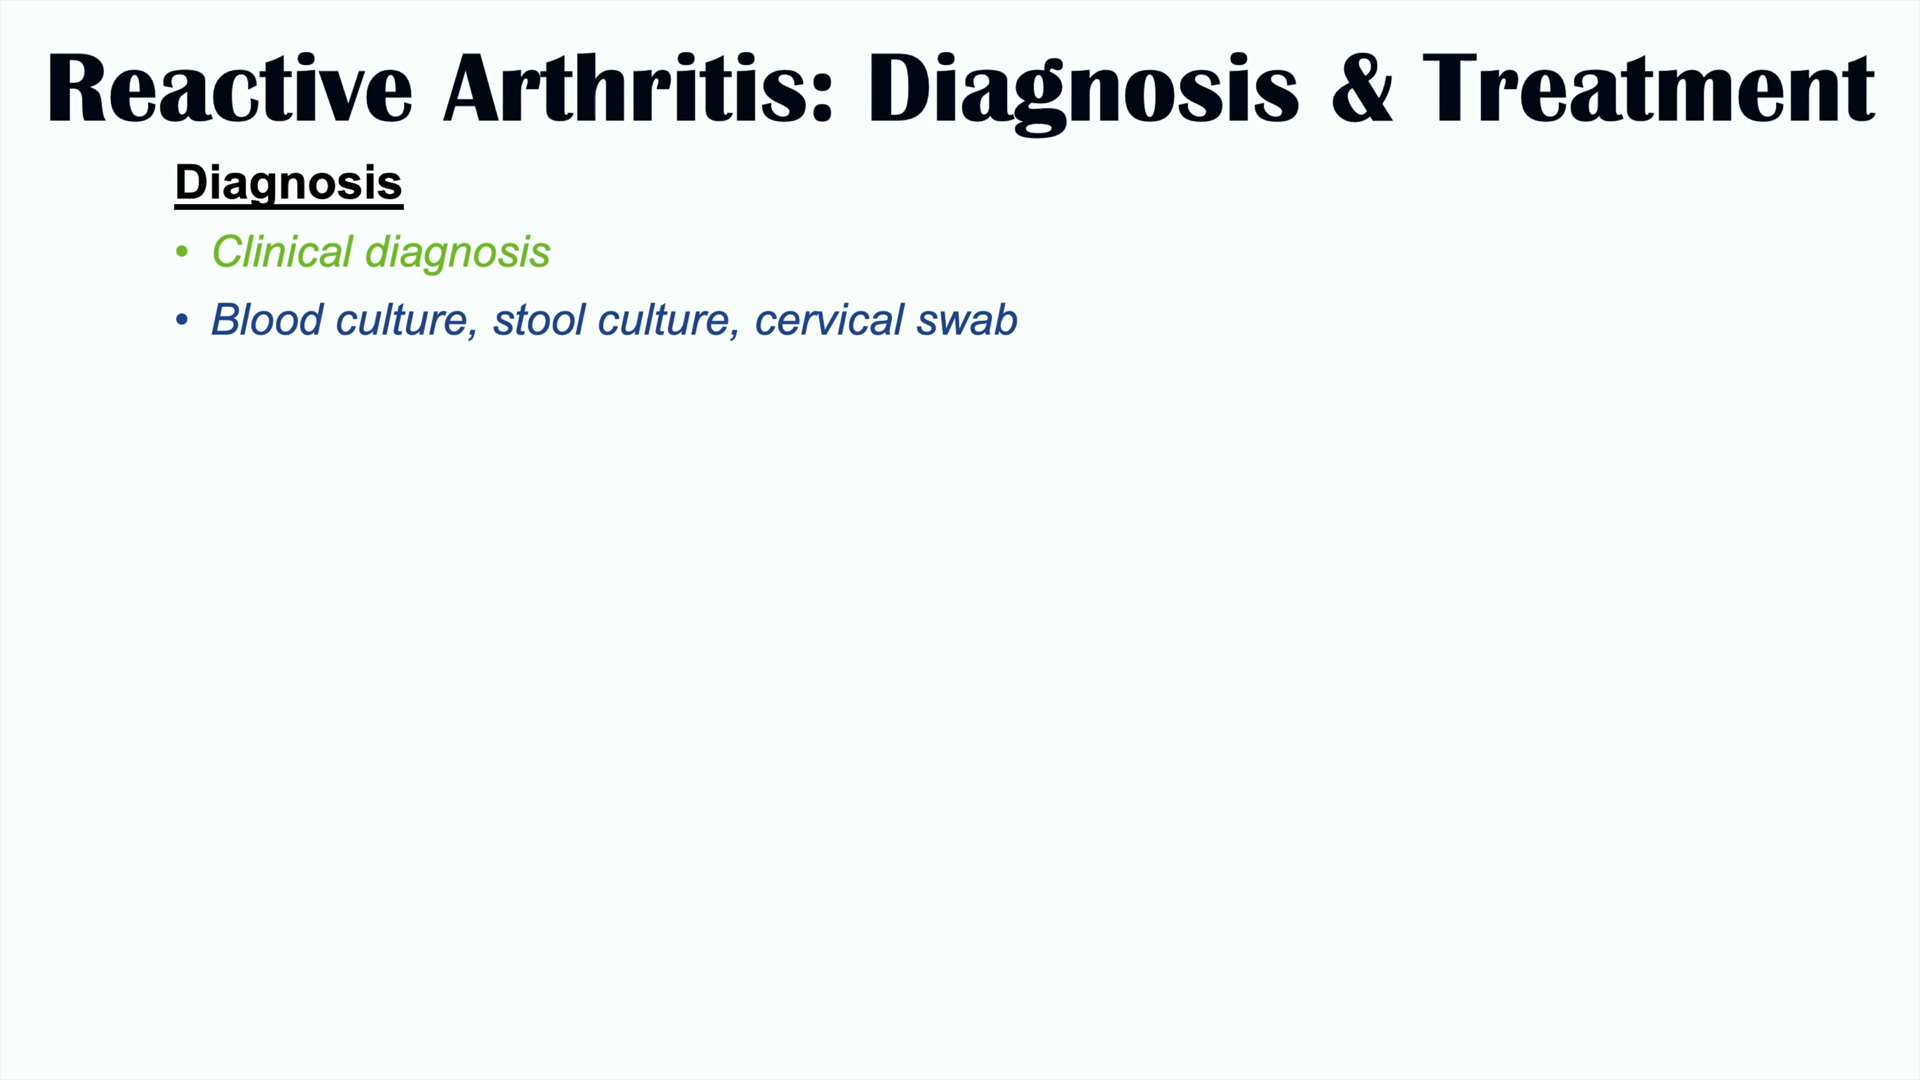 Reactive Arthritis: Diagnosis & Treatment
Diagnosis
• Clinical diagnosis
• Blood culture, stool culture, cervical swab